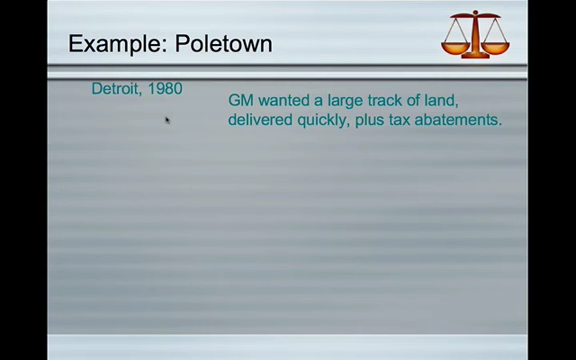 Example: Poletown
Detroit, 1980
GM wanted a large track of land,
delivered quickly, plus tax abatements.